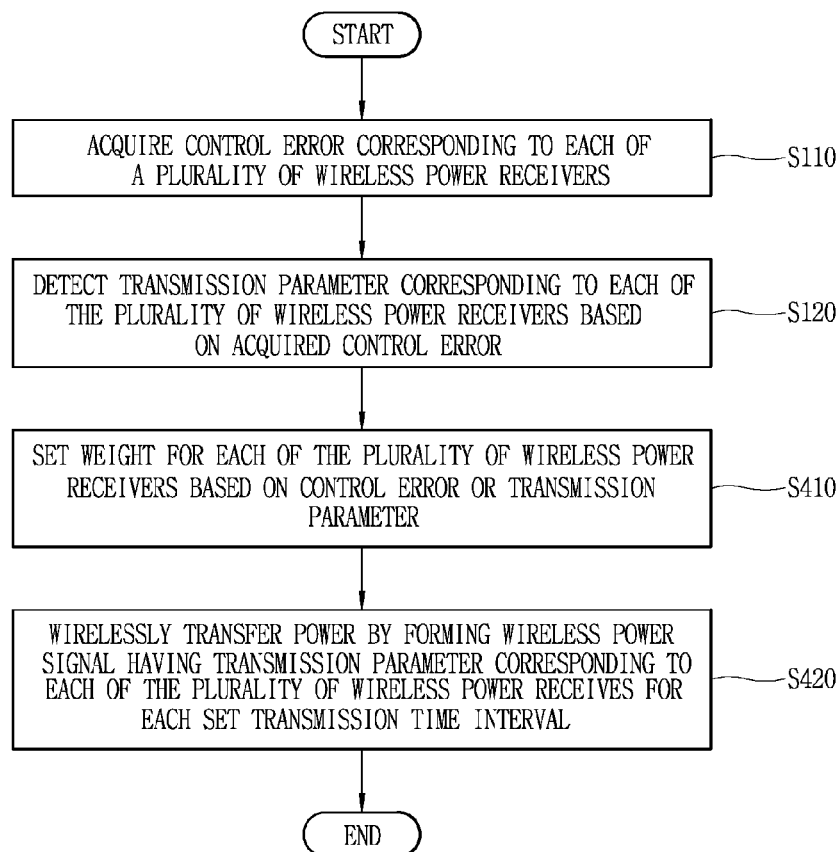 START
ACQUIRE CONTROL ERROR CORRESPONDING TO EACH OF
A PLURALITY OF WIRELESS POWER RECEIVERS
S110
DETECT TRANSMISSION PARAMETER CORRESPONDING TO EACH OF
THE PLURALITY OF WIRELESS POWER RECEIVERS BASED
ON ACQUIRED CONTROL ERROR
S120
SET WEIGHT FOR EACH OF THE PLURALITY OF WIRELESS POWER
RECEIVERS BASED ON CONTROL ERROR OR TRANSMISSION
PARAMETER
S410
WIRELESSLY TRANSFER POWER BY FORMING WIRELESS POWER
SIGNAL HAVING TRANSMISSION PARAMETER CORRESPONDING TO
EACH OF THE PLURALITY OF WIRELESS POWER RECEIVES FOR
EACH SET TRANSMISSION TIME INTERVAL
S420
END